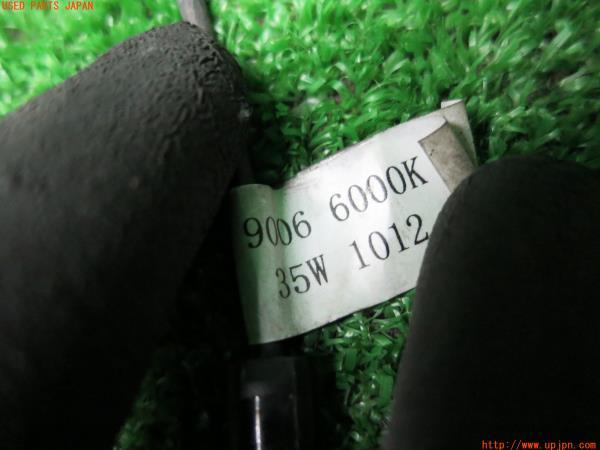 USED PARTS JAPAN
9006 6000K
35W 1012
http://www.upjpn.com